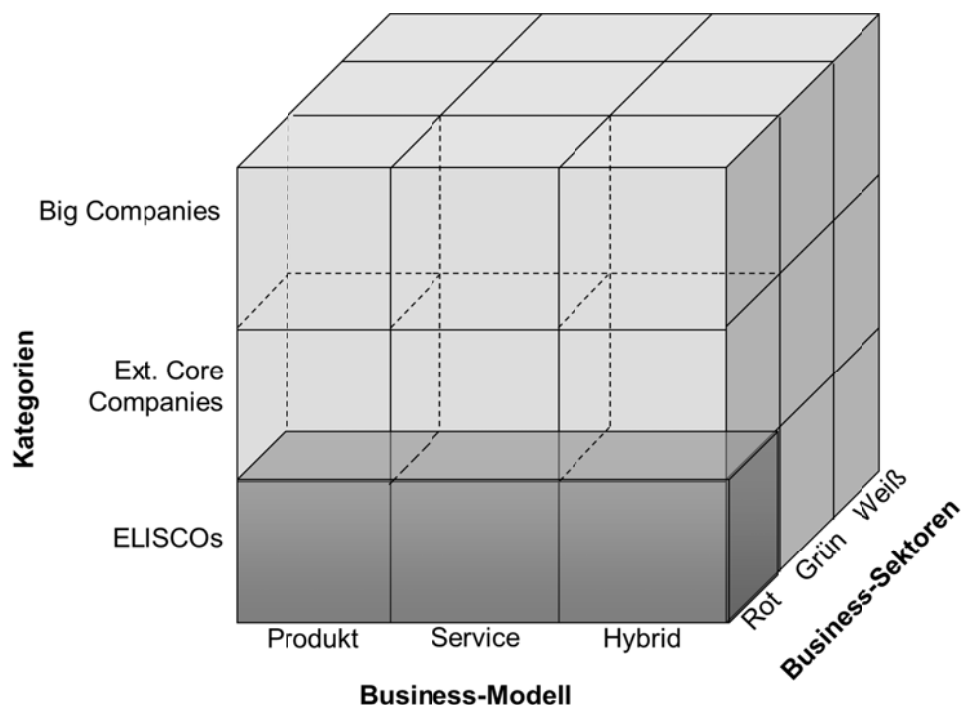 Big Companies
Kategorien
Ext. Core
Companies
ELISCOs
Produkt
Service
Hybrid
Rot
Grün
Weiß
Business-Sektoren
Business-Modell